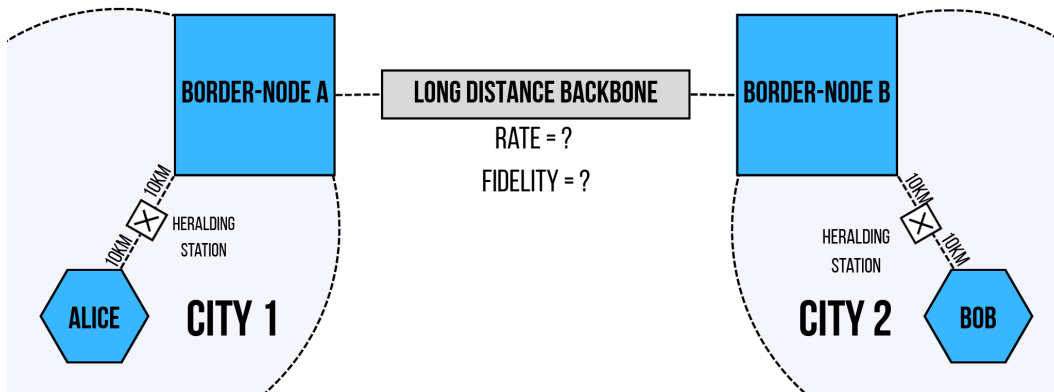 BORDER-NODE A
LONG DISTANCE BACKBONE
BORDER-NODE B
RATE = ?
FIDELITY = ?
10KM
HERALDING
STATION
10KM
ALICE
CITY 1
10KM
HERALDING
STATION
10KM
CITY 2
BOB